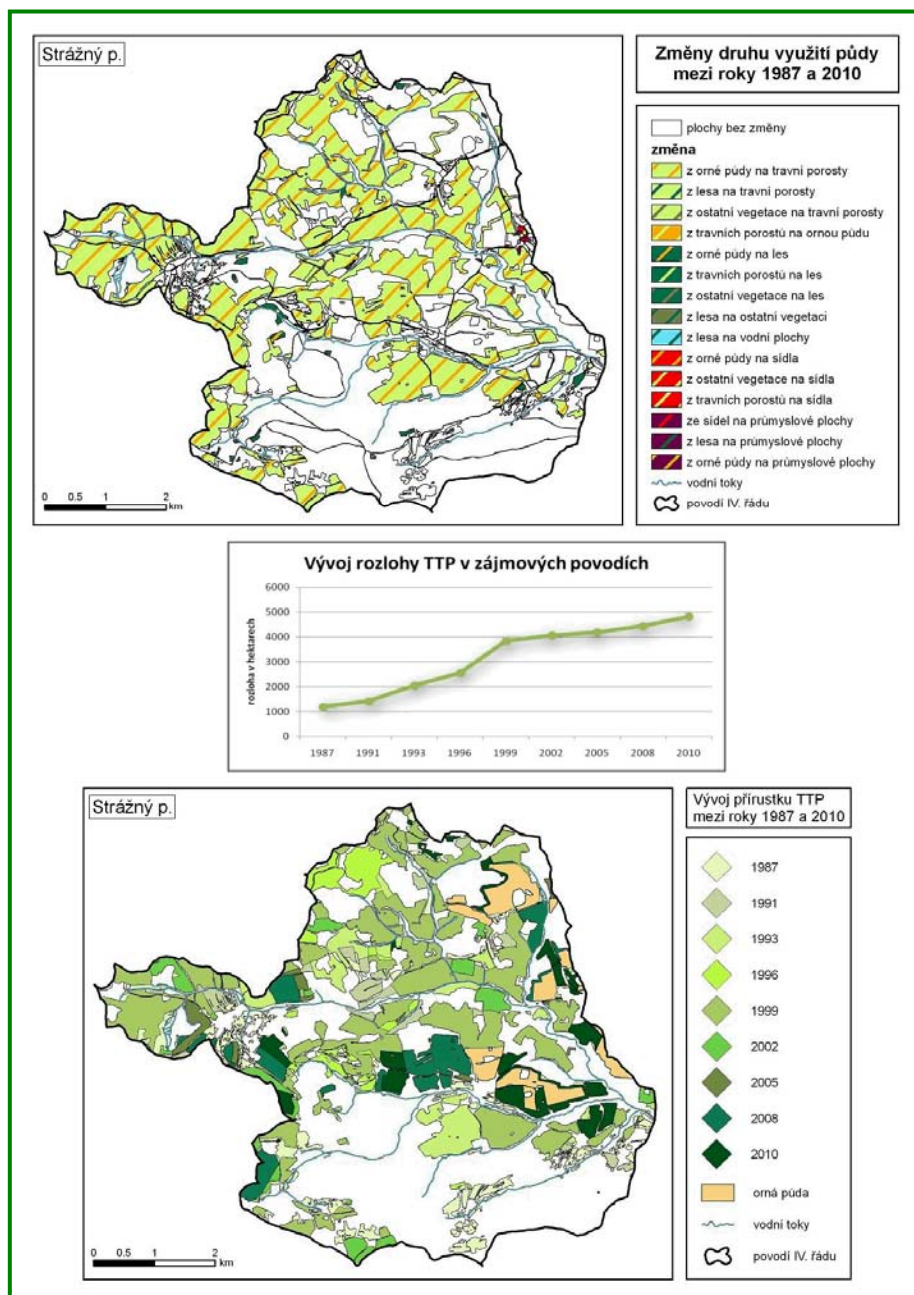 Strážný p.
Změny druhu využití půdy
mezi roky 1987 a 2010
plochy bez změny
změna
z orné půdy na travní porosty
z lesa na travní porosty
z ostatní vegetace na travní porosty
z travních porostů na ornou půdu
z orné půdy na les
z travních porostů na les
z ostatní vegetace na les
z lesa na ostatní vegetaci
z lesa na vodní plochy
z orné půdy na sídla
z ostatní vegetace na sídla
z travních porostů na sídla
ze sídel na průmyslové plochy
z lesa na průmyslové plochy
z orné půdy na průmyslové plochy
vodní toky
povodí IV. řádu
0 0.5 1 2
km
Vývoj rozlohy TTP v zájmových povodích
rozloha v hektarech
6000
5000
4000
3000
2000
1000
0
1987 1991 1993 1996 1999 2002 2005 2008 2010
Strážný p.
Vývoj přírustku TTP
mezi roky 1987 a 2010
1987
1991
1993
1996
1999
2002
2005
2008
2010
orná půda
vodní toky
povodí IV. řádu
0 0.5 1 2
km